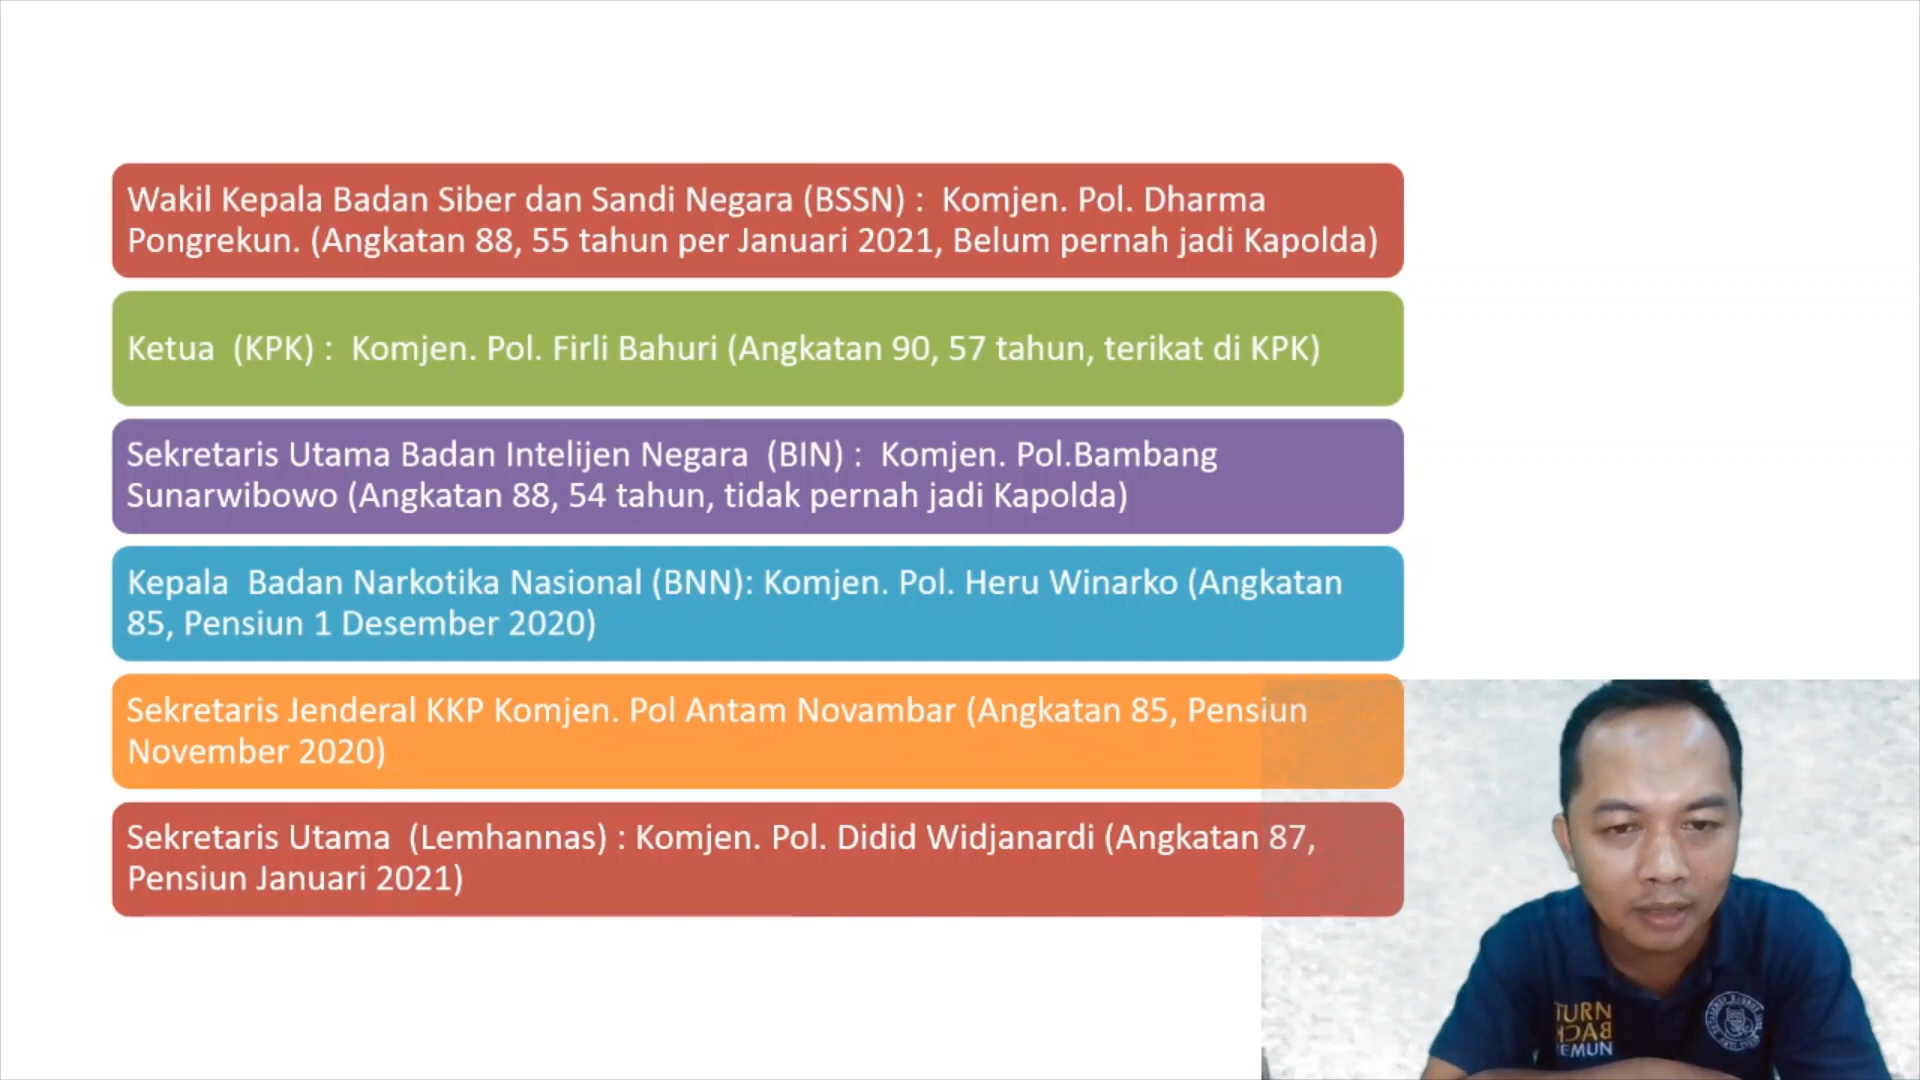 Wakil Kepala Badan Siber dan Sandi Negara (BSSN) :  Komjen. Pol. Dharma
Pongrekun. (Angkatan 88, 55 tahun per Januari 2021, Belum pernah jadi Kapolda)
Ketua  (KPK) :  Komjen. Pol. Firli Bahuri (Angkatan 90, 57 tahun, terikat di KPK)
Sekretaris Utama Badan Intelijen Negara  (BIN) :  Komjen. Pol.Bambang
Sunarwibowo (Angkatan 88, 54 tahun, tidak pernah jadi Kapolda)
Kepala  Badan Narkotika Nasional (BNN): Komjen. Pol. Heru Winarko (Angkatan
85, Pensiun 1 Desember 2020)
Sekretaris Jenderal KKP Komjen. Pol Antam Novambar (Angkatan 85, Pensiun
November 2020)
Sekretaris Utama  (Lemhannas) : Komjen. Pol. Didid Widjanardi (Angkatan 87,
Pensiun Januari 2021)
TURN
BACK